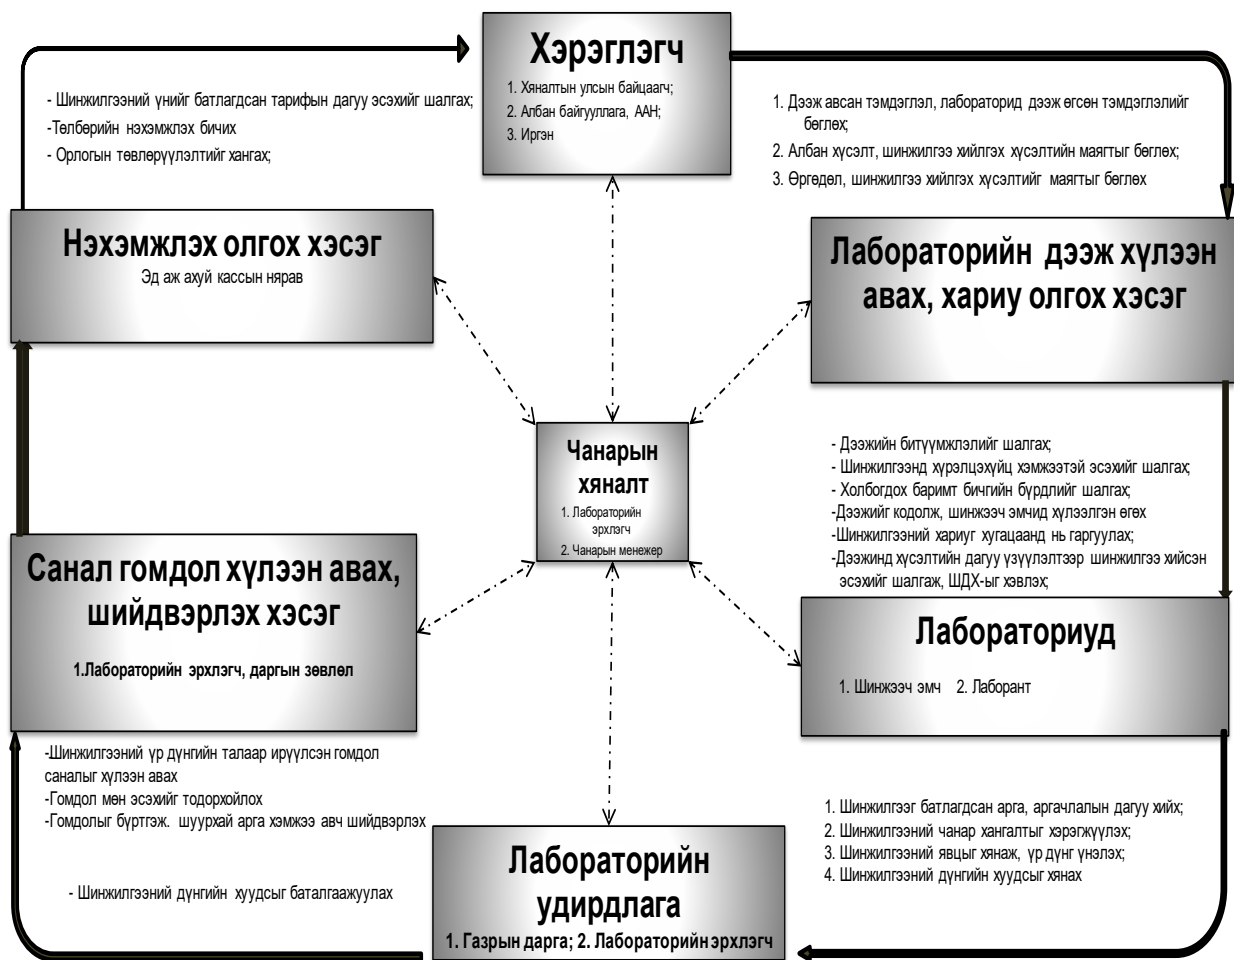 Хэрэглэгч
1. Хяналтын улсын байцаагч;
2. Албан байгууллага, ААН;
3. Иргэн
1. Дээж авсан тэмдэглэл, лабораторид дээж өгсөн тэмдэглэлийг
бөглөх;
2. Албан хүсэлт, шинжилгээ хийлгэх хүсэлтийн маягтыг бөглөх;
3. Өргөдөл, шинжилгээ хийлгэх хүсэлтийг маягтыг бөглөх
Лабораторийн дээж хүлээн
авах, хариу олгох хэсэг
- Дээжийн битүүмжлэлийг шалгах;
- Шинжилгээнд хүрэлцэхүйц хэмжээтэй эсэхийг шалгах;
- Холбогдох баримт бичгийн бүрдлийг шалгах;
- Дээжийг кодолж, шинжээч эмчид хүлээлгэн өгөх
-Шинжилгээний хариуг хугацаанд нь гаргуулах;
-Дээжинд хүсэлтийн дагуу үзүүлэлтээр шинжилгээ хийсэн
эсэхийг шалгаж, ШДХ-ыг хэвлэх;
Лабораториуд
1. Шинжээч эмч 2. Лаборант
1. Шинжилгээг батлагдсан арга, аргачлалын дагуу хийх;
2. Шинжилгээний чанар хангалтыг хэрэгжүүлэх;
3. Шинжилгээний явцыг хянаж, үр дүнг үнэлэх;
4. Шинжилгээний дүнгийн хуудсыг хянах
Лабораторийн
удирдлага
1. Газрын дарга; 2. Лабораторийн эрхлэгч
- Шинжилгээний дүнгийн хуудсыг баталгаажуулах
-Шинжилгээний үр дүнгийн талаар ирүүлсэн гомдол
саналыг хүлээн авах
-Гомдол мөн эсэхийг тодорхойлох
-Гомдолыг бүртгэж. шуурхай арга хэмжээ авч шийдвэрлэх
Санал гомдол хүлээн авах,
шийдвэрлэх хэсэг
1.Лабораторийн эрхлэгч, даргын зөвлөл
Нэхэмжлэх олгох хэсэг
Эд аж ахуй кассын нярав
- Шинжилгээний үнийг батлагдсан тарифын дагуу эсэхийг шалгах;
-Төлбөрийн нэхэмжлэх бичих
- Орлогын төвлөрүүлэлтийг хангах;
Чанарын
хяналт
1. Лабораторийн
эрхлэгч
2. Чанарын менежер